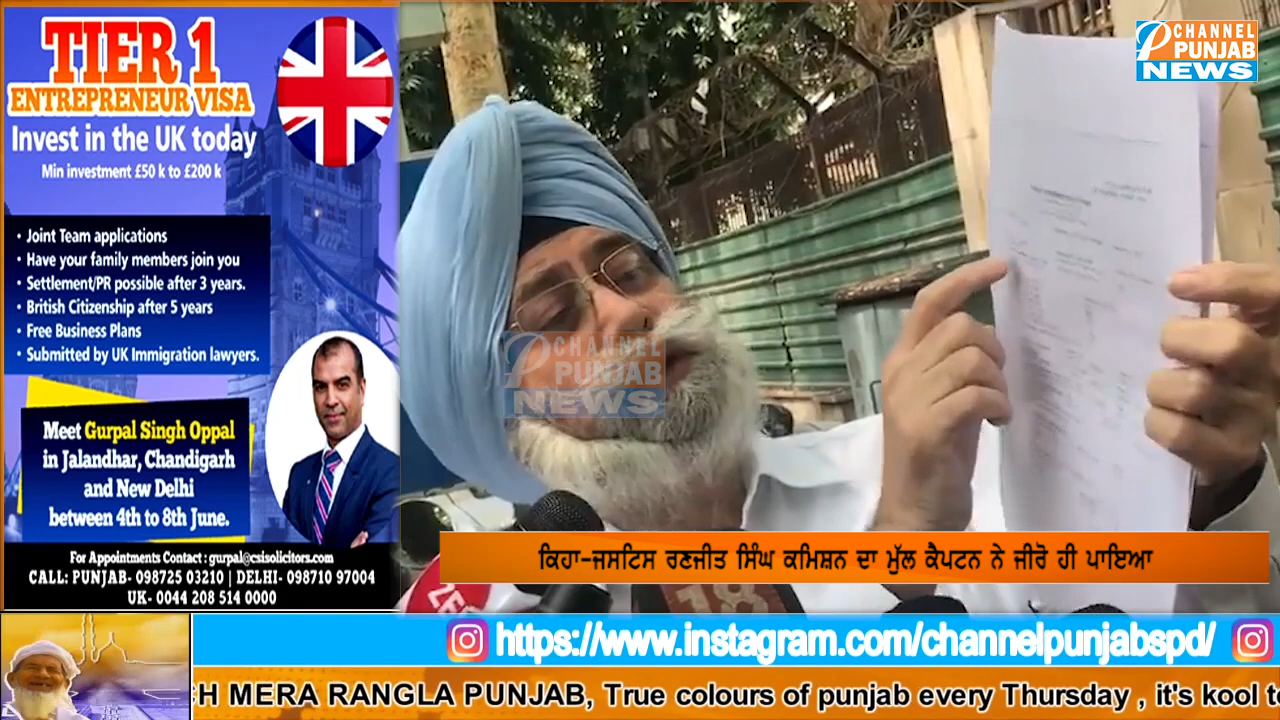 TIER 1
ENTREPRENEUR VISA
Invest in the UK today
Min investment £50 k to £200 k
• Joint Team applications
• Have your family members join you
• Settlement/PR possible after 3 years.
• British Citizenship after 5 years
• Free Business Plans
• Submitted by UK Immigration lawyers.
Meet Gurpal Singh Oppal
in Jalandhar, Chandigarh
and New Delhi
between 4th to 8th June.
For Appointments Contact : gurpal@csisolicitors.com
CALL: PUNJAB- 098725 03210 | DELHI- 098710 97004
UK- 0044 208 514 0000
CHANNEL
PUNJAB
NEWS
CHANNEL
PUNJAB
NEWS
18
ਕਿਹਾ-ਜਸਟਿਸ ਰਣਜੀਤ ਸਿੰਘ ਕਮਿਸ਼ਨ ਦਾ ਮੁੱਲ ਕੈਪਟਨ ਨੇ ਜੀਰੋ ਹੀ ਪਾਇਆ
https://www.instagram.com/channelpunjabspd/
CH MERA RANGLA PUNJAB, True colours of punjab every Thursday , it's kool to